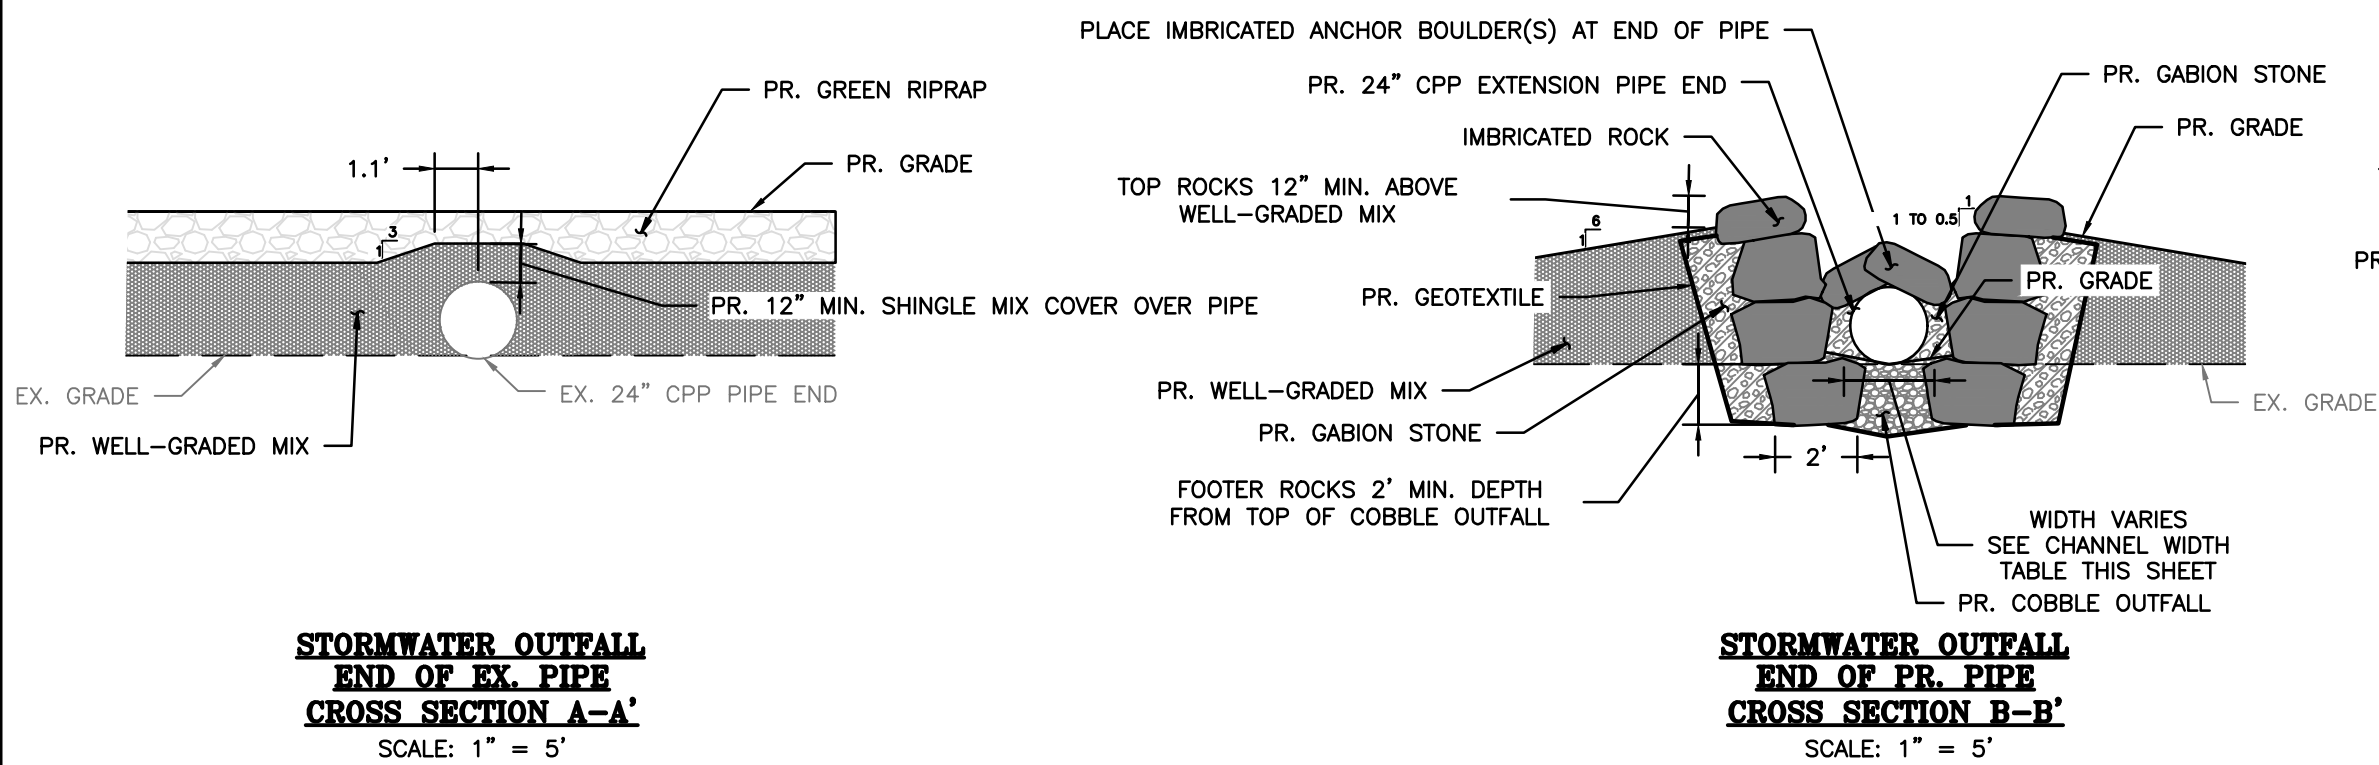 PR. GREEN RIPRAP
1.1'
PR. GRADE
3
1
PR. 12" MIN. SHINGLE MIX COVER OVER PIPE
EX. GRADE
EX. 24" CPP PIPE END
PR. WELL-GRADED MIX
STORMWATER OUTFALL
END OF EX. PIPE
CROSS SECTION A-A'
SCALE: 1" = 5'
PLACE IMBRICATED ANCHOR BOULDER(S) AT END OF PIPE
PR. 24" CPP EXTENSION PIPE END
PR. GABION STONE
IMBRICATED ROCK
PR. GRADE
TOP ROCKS 12" MIN. ABOVE
WELL-GRADED MIX
6
1
1 TO 0.5
1
PR. GEOTEXTILE
PR. GRADE
PR. WELL-GRADED MIX
EX. GRADE
PR. GABION STONE
2'
FOOTER ROCKS 2' MIN. DEPTH
FROM TOP OF COBBLE OUTFALL
WIDTH VARIES
SEE CHANNEL WIDTH
TABLE THIS SHEET
PR. COBBLE OUTFALL
STORMWATER OUTFALL
END OF PR. PIPE
CROSS SECTION B-B'
SCALE: 1" = 5'